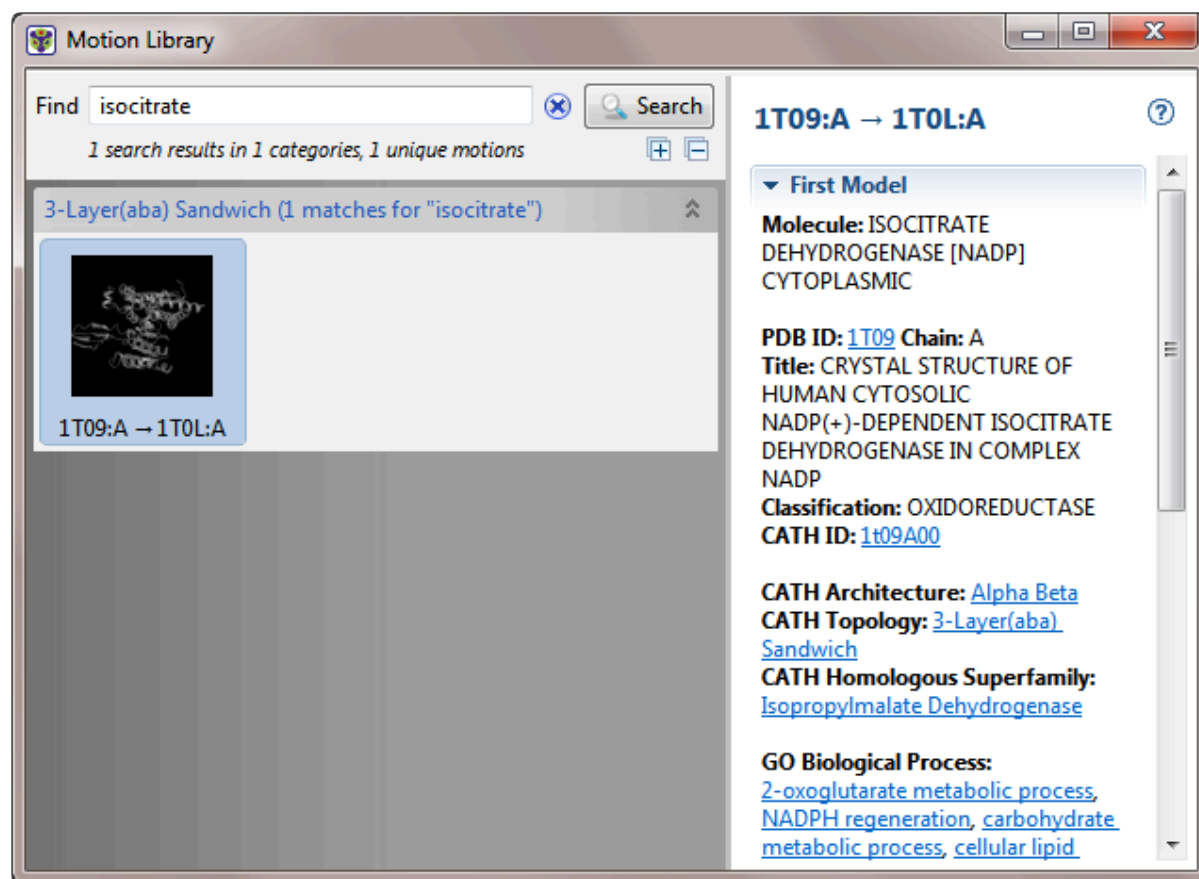 Motion Library
Find isocitrate Search
1 search results in 1 categories, 1 unique motions
3-Layer(aba) Sandwich (1 matches for "isocitrate")
1T09:A → 1T0L:A
1T09:A → 1T0L:A
First Model
Molecule: ISOCITRATE
DEHYDROGENASE [NADP]
CYTOPLASMIC
PDB ID: 1T09 Chain: A
Title: CRYSTAL STRUCTURE OF
HUMAN CYTOSOLIC
NADP(+)-DEPENDENT ISOCITRATE
DEHYDROGENASE IN COMPLEX
NADP
Classification: OXIDOREDUCTASE
CATH ID: 1t09A00
CATH Architecture: Alpha Beta
CATH Topology: 3-Layer(aba)
Sandwich
CATH Homologous Superfamily:
Isopropylmalate Dehydrogenase
GO Biological Process:
2-oxoglutarate metabolic process,
NADPH regeneration, carbohydrate
metabolic process, cellular lipid